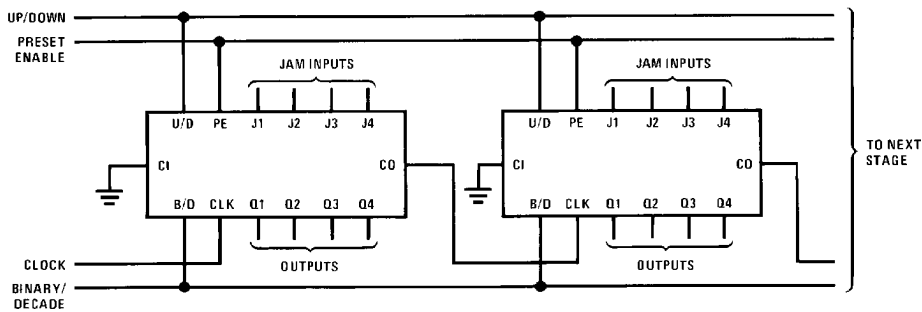 UP/DOWN
PRESET
ENABLE
JAM INPUTS
JAM INPUTS
U/D PE J1 J2 J3 J4
U/D PE J1 J2 J3 J4
CI CO
CI CO
TO NEXT
STAGE
B/D CLK Q1 Q2 Q3 Q4
B/D CLK Q1 Q2 Q3 Q4
OUTPUTS
OUTPUTS
CLOCK
BINARY/
DECADE